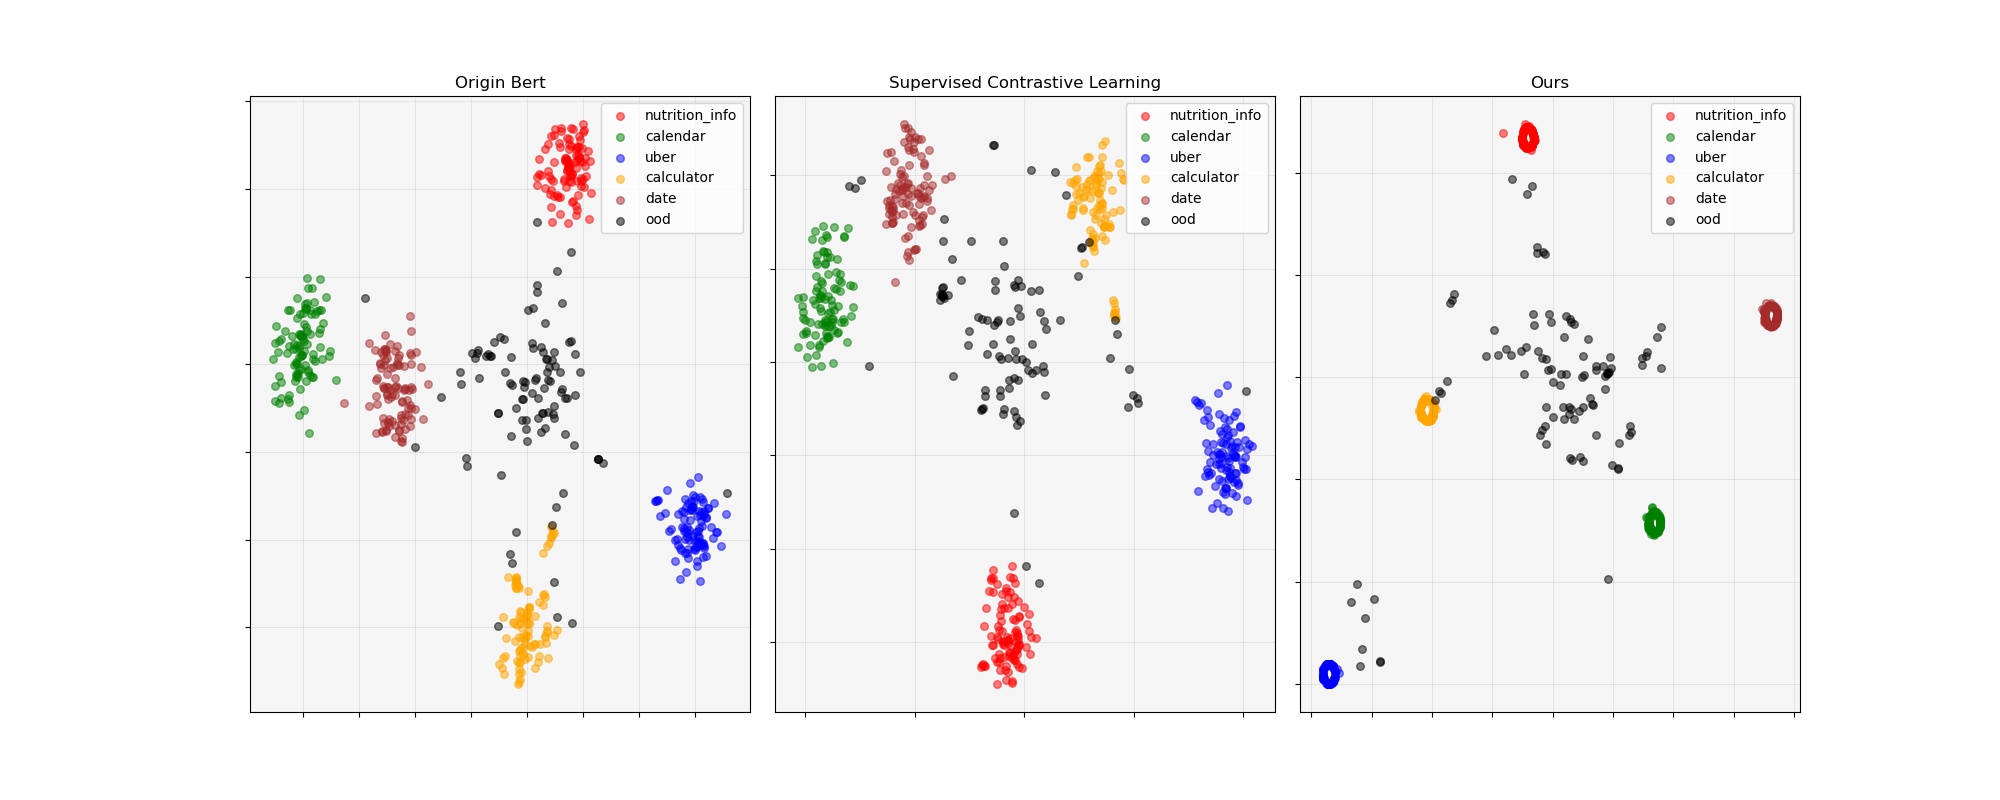 Origin Bert
nutrition_info
calendar
uber
calculator
date
ood
Supervised Contrastive Learning
nutrition_info
calendar
uber
calculator
date
ood
Ours
nutrition_info
calendar
uber
calculator
date
ood